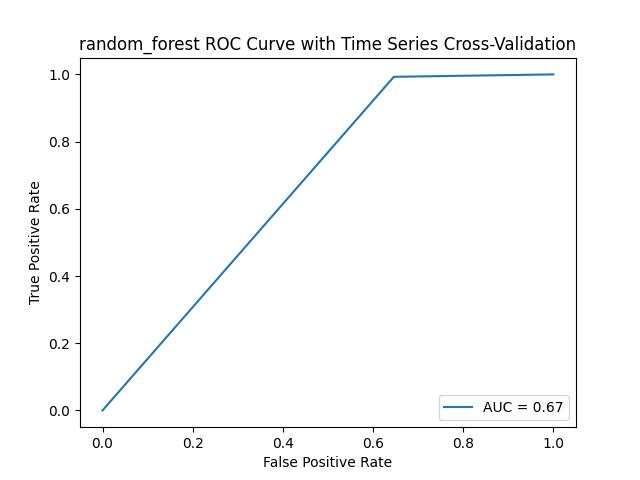 random_forest ROC Curve with Time Series Cross-Validation
1.0
0.8
0.6
0.4
0.2
0.0
True Positive Rate
AUC = 0.67
0.0 0.2 0.4 0.6 0.8 1.0
False Positive Rate